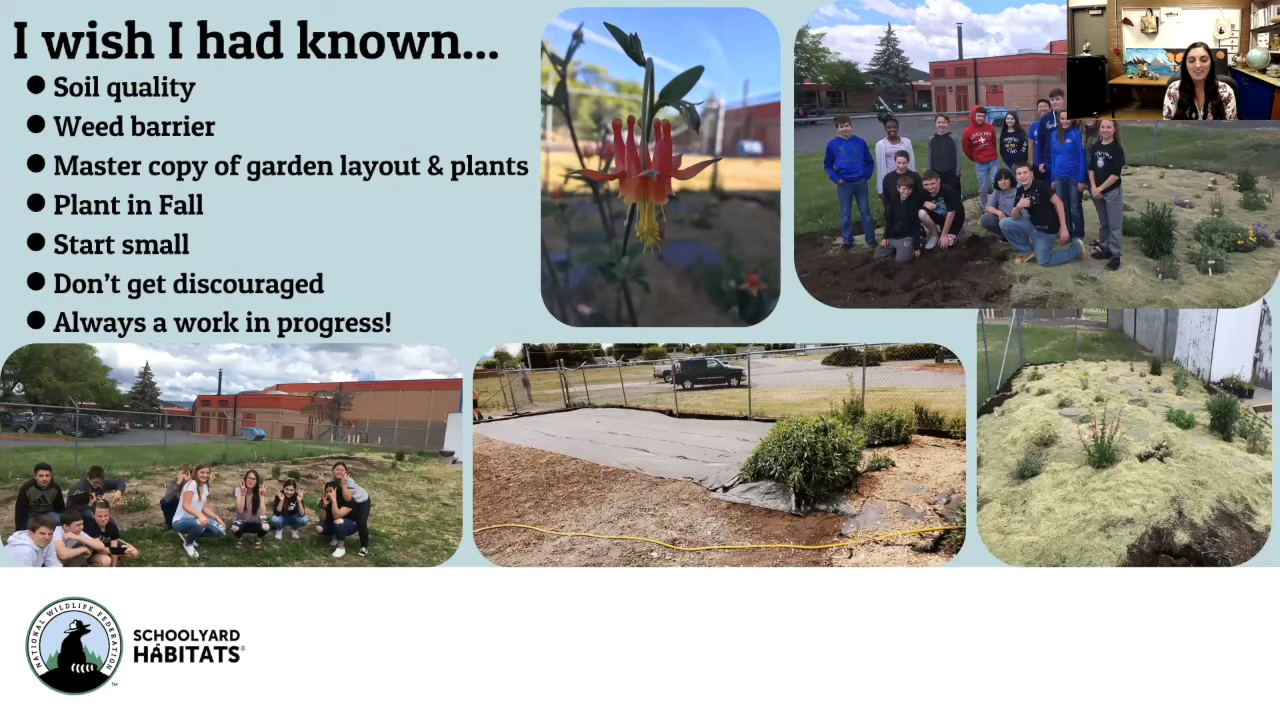 I wish I had known...
● Soil quality
● Weed barrier
● Master copy of garden layout & plants
● Plant in Fall
● Start small
● Don't get discouraged
● Always a work in progress!
NATIONAL WILDLIFE FEDERATION
™
SCHOOLYARD
HABITATS®